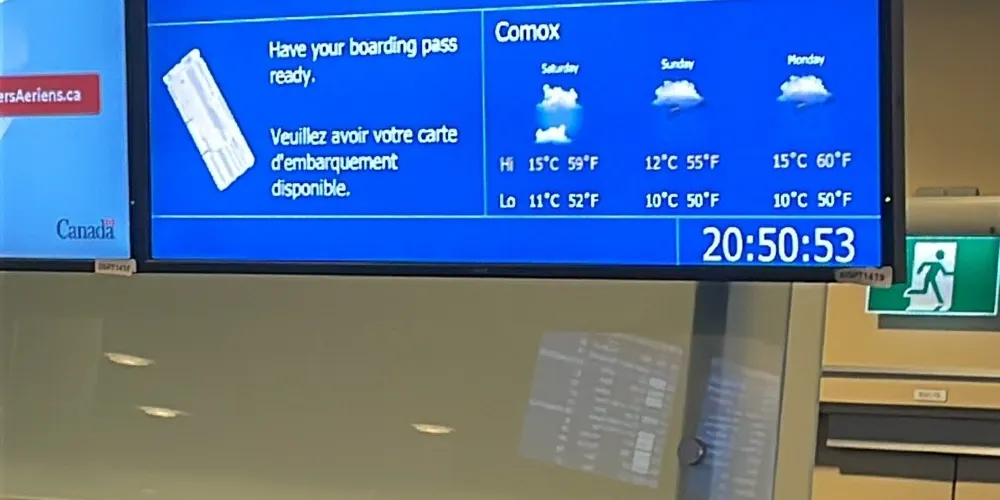 ersAeriens.ca
Canada
Have your boarding pass
ready.
Veuillez avoir votre carte
d'embarquement
disponible.
Comox
Saturday Sunday Monday
Hi 15°C 59°F 12°C 55°F 15°C 60°F
Lo 11°C 52°F 10°C 50°F 10°C 50°F
20:50:53